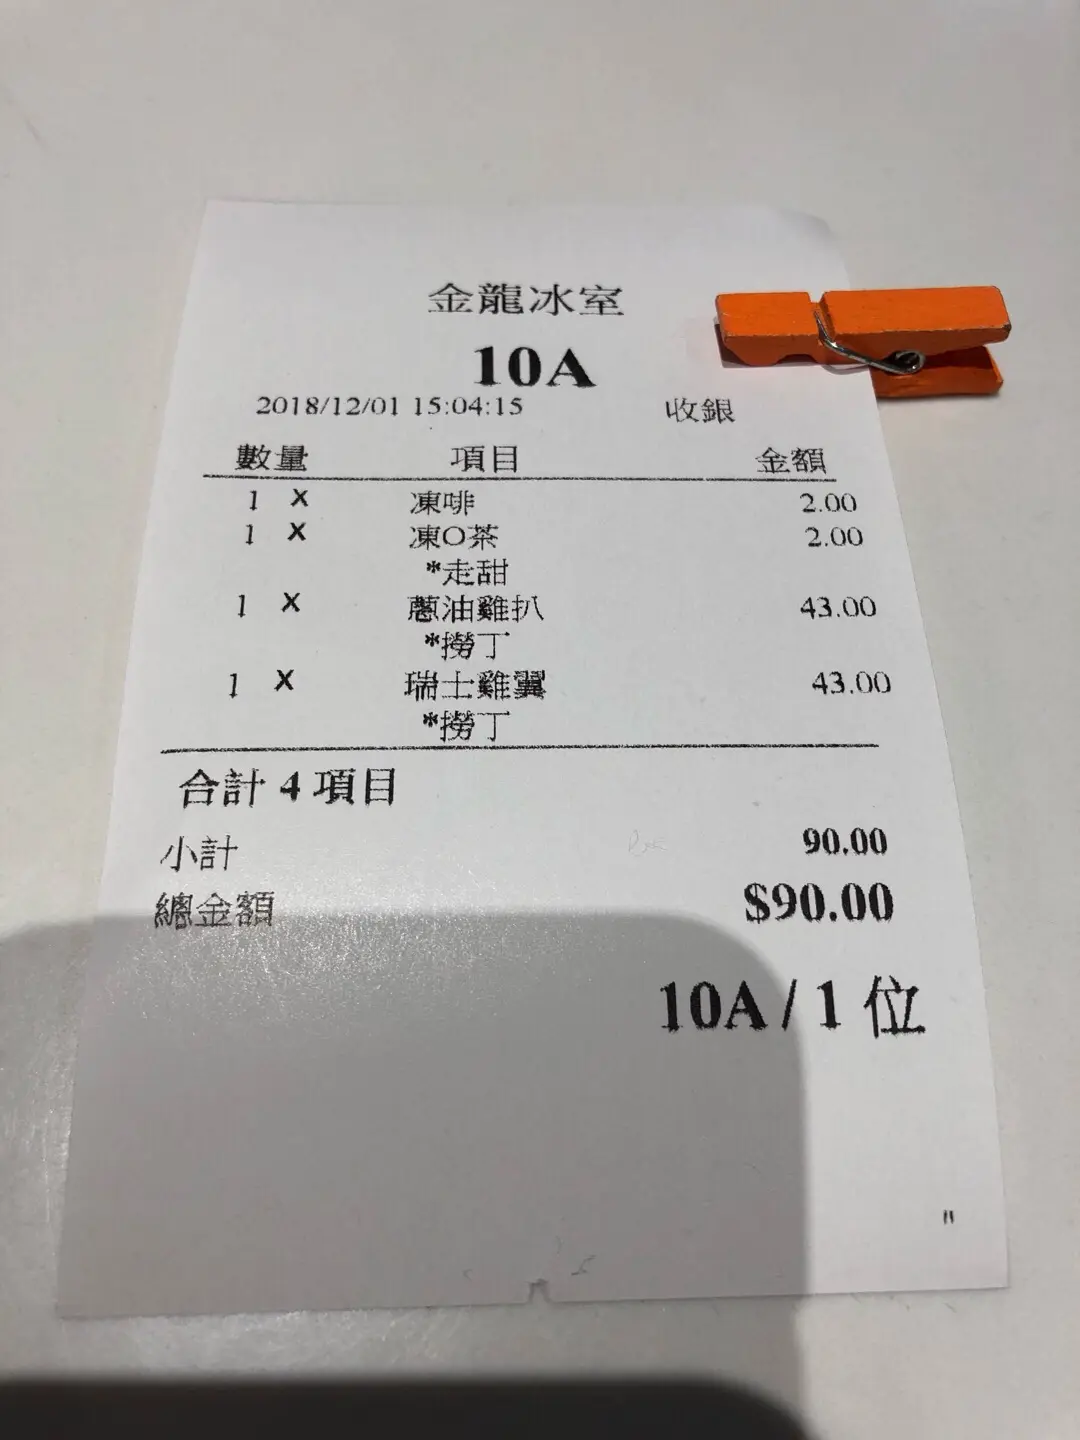 金龍冰室
10A
2018/12/01 15:04:15 收銀
數量 項目 金額
1 X 凍啡 2.00
1 X 凍O茶 2.00
*走甜
1 X 蔥油雞扒 43.00
*撈丁
1 X 瑞士雞翼 43.00
*撈丁
合計 4 項目
小計 90.00
總金額 $90.00
10A / 1 位
"